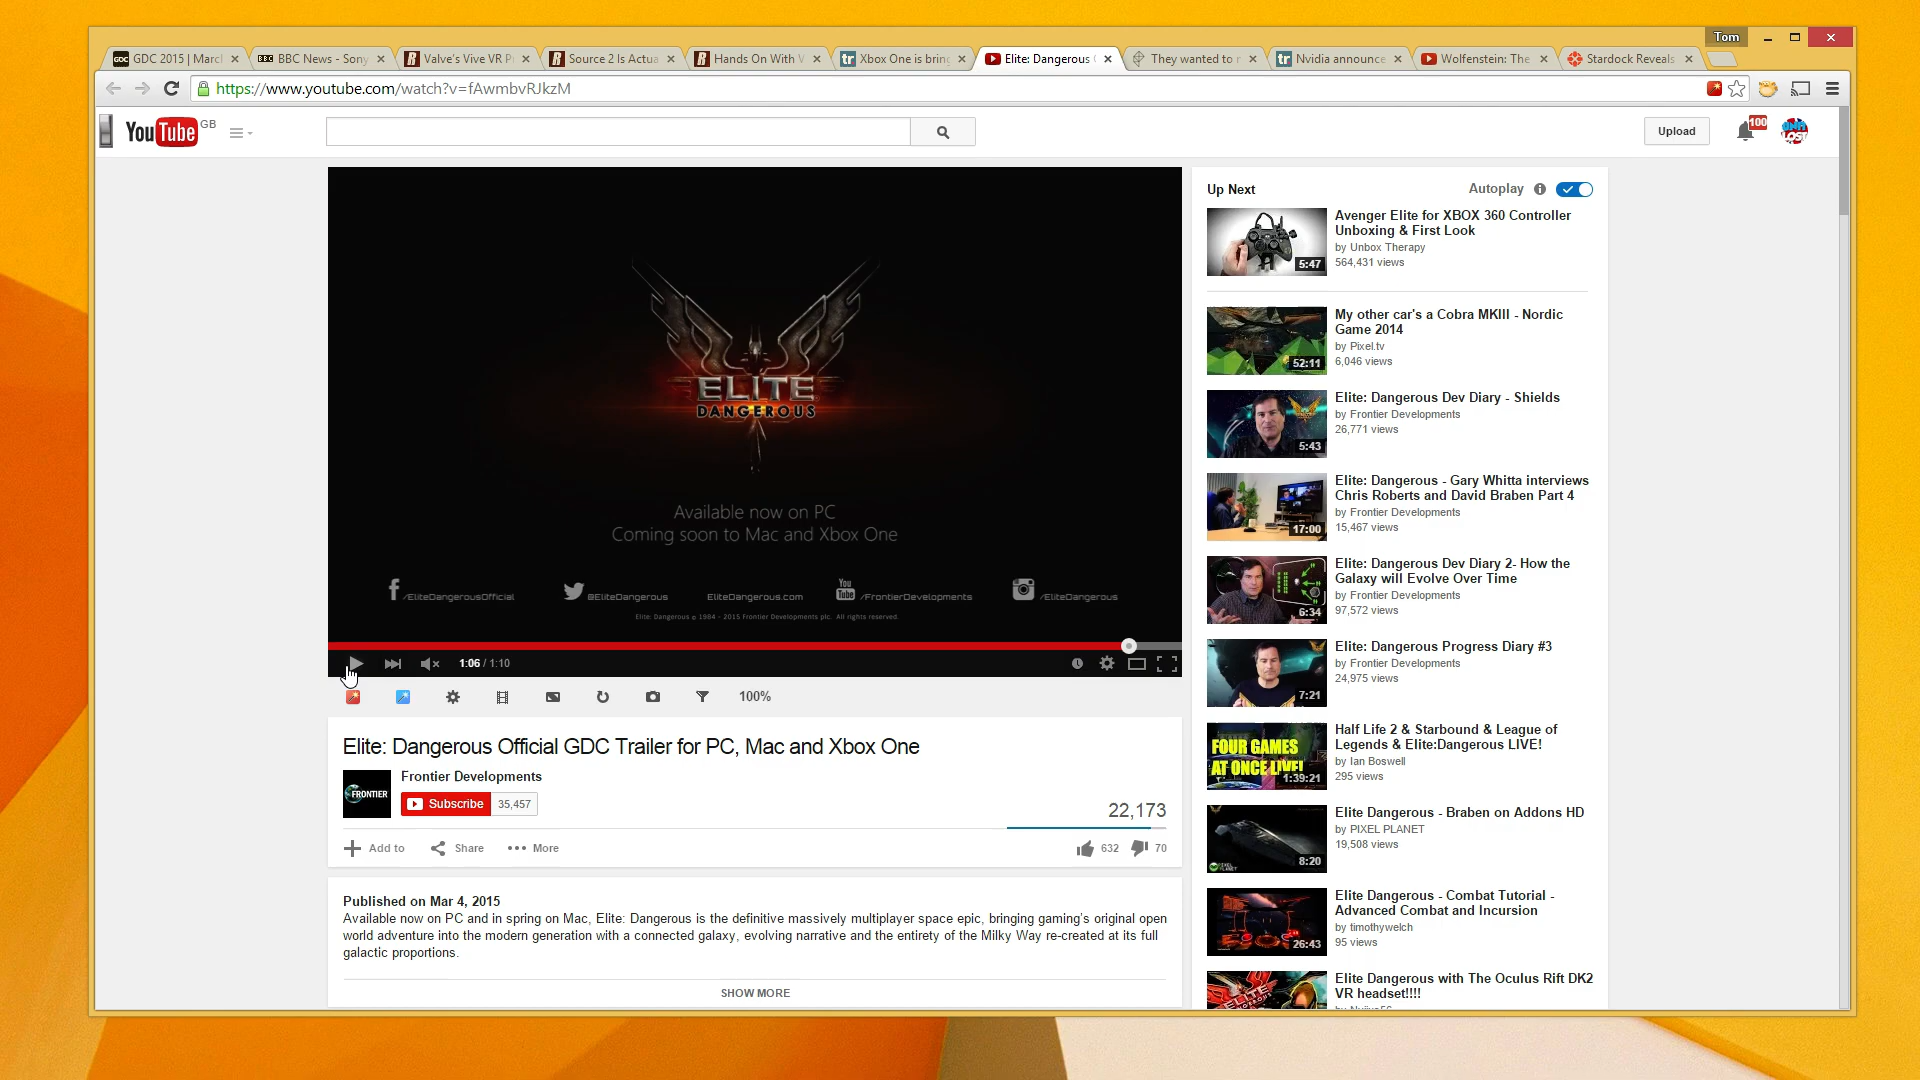 Tom
GDC 2015 | Marc
BBC News - Sony
Valve's Vive VR P
Source 2 Is Actua
Hands On With V
Xbox One is bring
Elite: Dangerous
They wanted to r
Nvidia announce
Wolfenstein: The
Stardock Reveals
https://www.youtube.com/watch?v=fAwmbvRJkzM
YouTube GB
Upload
100
ELITE
DANGEROUS
Available now on PC
Coming soon to Mac and Xbox One
/EliteDangerousOfficial
@EliteDangerous
EliteDangerous.com
You Tube /FrontierDevelopments
/EliteDangerous
Elite: Dangerous © 1984 - 2015 Frontier Developments plc. All rights reserved.
1:06 / 1:10
100%
Elite: Dangerous Official GDC Trailer for PC, Mac and Xbox One
FRONTIER
Frontier Developments
Subscribe 35,457
22,173
Add to
Share
More
632
70
Published on Mar 4, 2015
Available now on PC and in spring on Mac, Elite: Dangerous is the definitive massively multiplayer space epic, bringing gaming's original open
world adventure into the modern generation with a connected galaxy, evolving narrative and the entirety of the Milky Way re-created at its full
galactic proportions.
SHOW MORE
Up Next
Autoplay
5:47
Avenger Elite for XBOX 360 Controller
Unboxing & First Look
by Unbox Therapy
564,431 views
52:11
My other car's a Cobra MKIII - Nordic
Game 2014
by Pixel.tv
6,046 views
5:43
Elite: Dangerous Dev Diary - Shields
by Frontier Developments
26,771 views
17:00
Elite: Dangerous - Gary Whitta interviews
Chris Roberts and David Braben Part 4
by Frontier Developments
15,467 views
6:34
Elite: Dangerous Dev Diary 2- How the
Galaxy will Evolve Over Time
by Frontier Developments
97,572 views
7:21
Elite: Dangerous Progress Diary #3
by Frontier Developments
24,975 views
FOUR GAMES
AT ONCE LIVE!
1:39:21
Half Life 2 & Starbound & League of
Legends & Elite:Dangerous LIVE!
by Ian Boswell
295 views
8:20
Elite Dangerous - Braben on Addons HD
by PIXEL PLANET
19,508 views
26:43
Elite Dangerous - Combat Tutorial -
Advanced Combat and Incursion
by timothywelch
95 views
ELITE
Elite Dangerous with The Oculus Rift DK2
VR headset!!!!